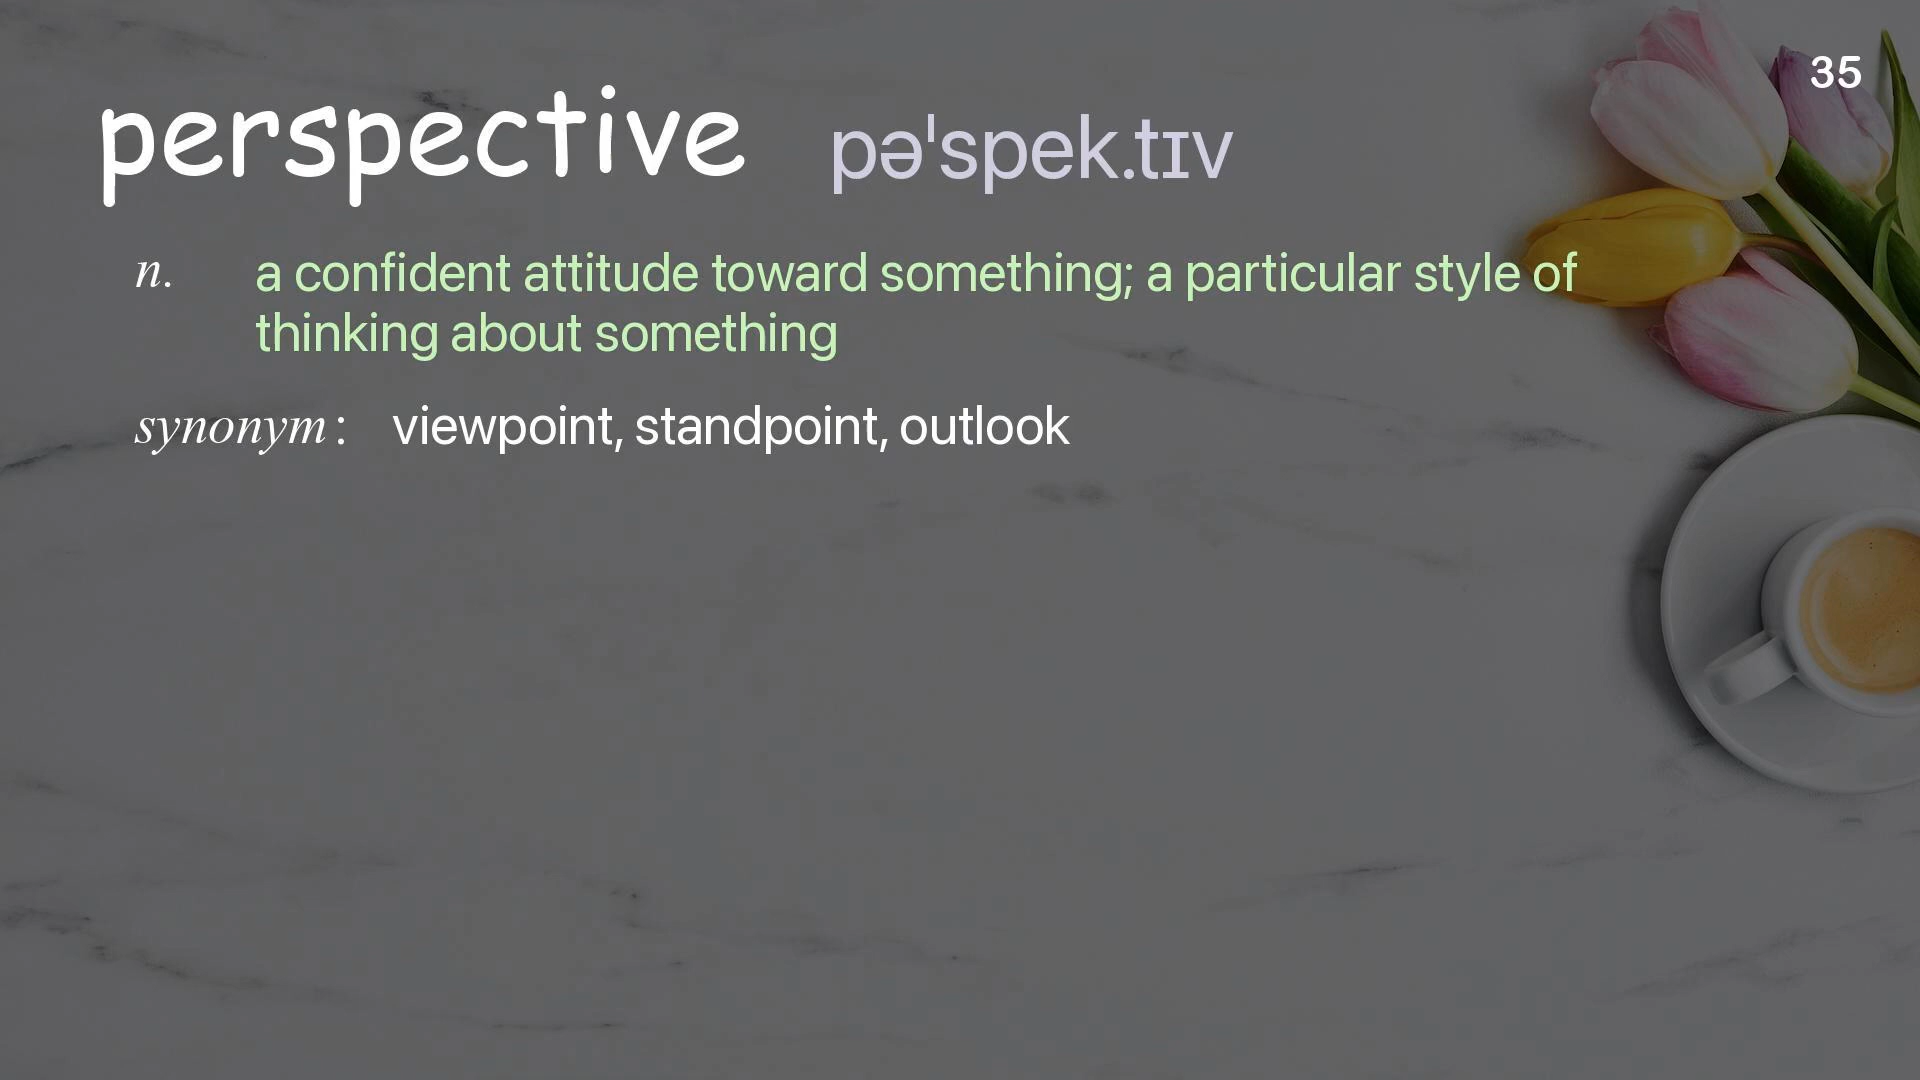 35
perspective pəˈspek.tɪv
n. a confident attitude toward something; a particular style of
thinking about something
synonym: viewpoint, standpoint, outlook